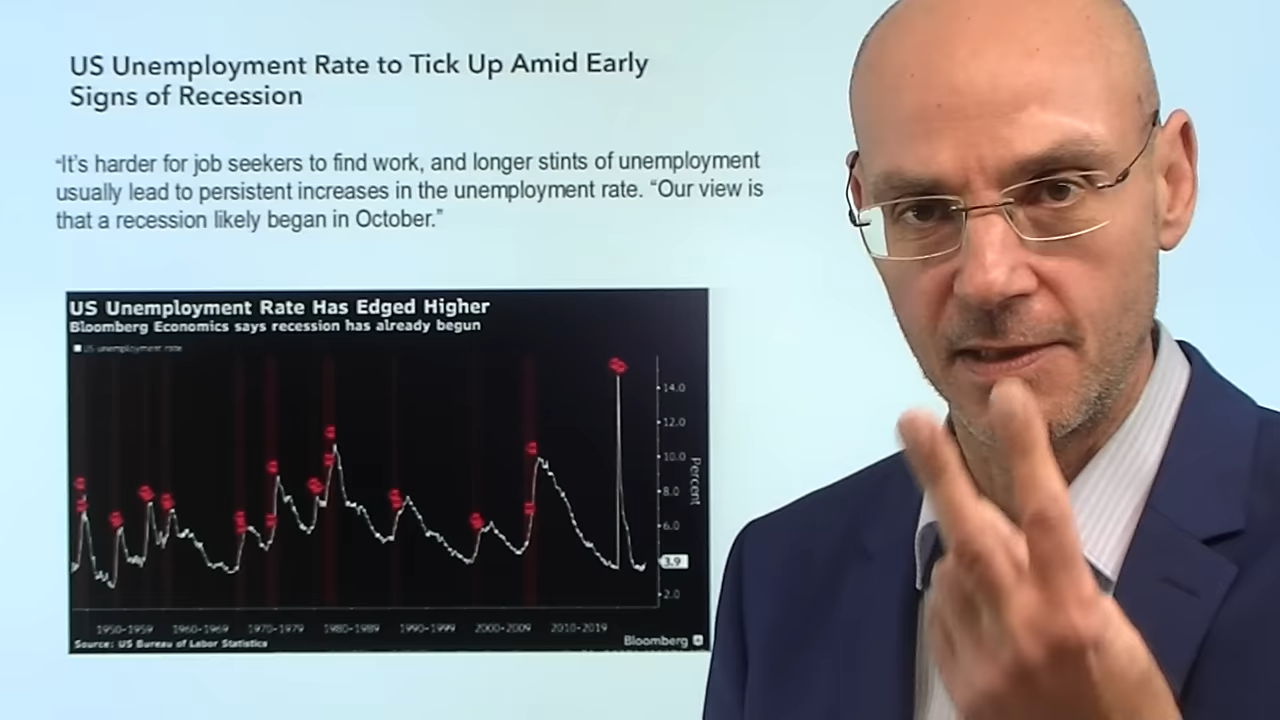 US Unemployment Rate to Tick Up Amid Early
Signs of Recession
“It’s harder for job seekers to find work, and longer stints of unemployment
usually lead to persistent increases in the unemployment rate. “Our view is
that a recession likely began in October.”
US Unemployment Rate Has Edged Higher
Bloomberg Economics says recession has already begun
US unemployment rate
14.0
12.0
10.0
8.0
6.0
3.9
2.0
Percent
1950-1959 1960-1969 1970-1979 1980-1989 1990-1999 2000-2009 2010-2019
Source: US Bureau of Labor Statistics
Bloomberg